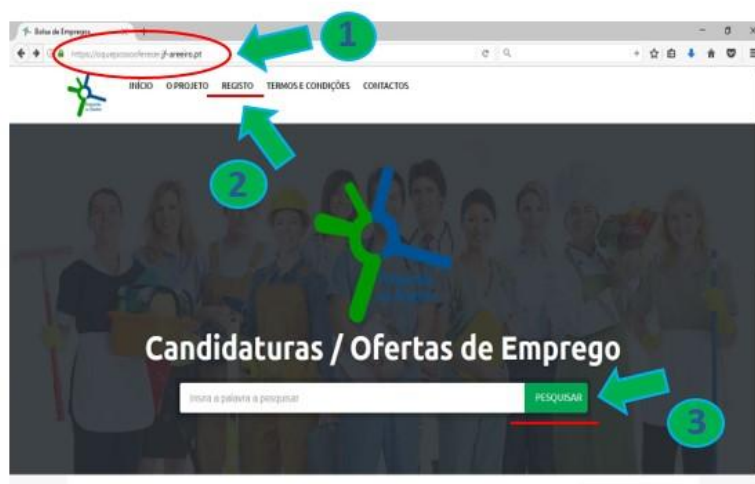 Bolsa de Empregos
1
jf-areeiro.pt
INÍCIO O PROJETO REGISTO TERMOS E CONDIÇÕES CONTACTOS
2
Candidaturas / Ofertas de Emprego
Insira a palavra a pesquisar
PESQUISAR
3